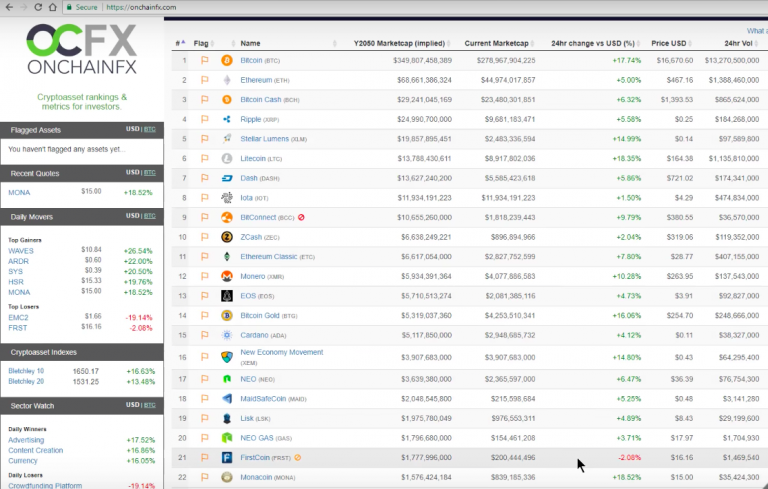 Secure https://onchainfx.com
OCFX
ONCHAINFX
Cryptoasset rankings &
metrics for investors.
Flagged Assets USD | BTC
You haven't flagged any assets yet...
Recent Quotes USD | BTC
MONA $15.00 +18.52%
Daily Movers USD | BTC
Top Gainers
WAVES $10.84 +26.54%
ARDR $0.60 +22.00%
SYS $0.39 +20.50%
HSR $15.33 +19.76%
MONA $15.00 +18.52%
Top Losers
EMC2 $1.66 -19.14%
FRST $16.16 -2.08%
Cryptoasset Indexes
Bletchley 10 1650.17 +16.63%
Bletchley 20 1531.25 +13.48%
Sector Watch USD | BTC
Daily Winners
Advertising +17.52%
Content Creation +16.86%
Currency +16.05%
Daily Losers
Crowdfunding Platform -19.14%
What a
# Flag Name Y2050 Marketcap (implied) Current Marketcap 24hr change vs USD (%) Price USD 24hr Vol
1 Bitcoin (BTC) $349,807,458,389 $278,967,904,225 +17.74% $16,670.60 $13,270,500,000
2 Ethereum (ETH) $68,661,386,324 $44,974,017,857 +5.00% $467.16 $1,388,460,000
3 Bitcoin Cash (BCH) $29,241,045,169 $23,480,301,851 +6.32% $1,393.53 $865,624,000
4 Ripple (XRP) $24,990,700,000 $9,681,183,471 +5.58% $0.25 $184,268,000
5 Stellar Lumens (XLM) $19,857,895,451 $2,483,336,594 +14.99% $0.14 $97,589,800
6 Litecoin (LTC) $13,788,430,611 $8,917,802,036 +18.35% $164.38 $1,135,810,000
7 Dash (DASH) $13,627,240,200 $5,585,423,618 +5.86% $721.02 $174,341,000
8 Iota (IOT) $11,934,191,223 $11,934,191,223 +1.50% $4.29 $474,834,000
9 BitConnect (BCC) $10,655,260,000 $1,818,239,443 +9.79% $380.55 $36,570,000
10 ZCash (ZEC) $6,638,249,221 $896,894,966 +2.04% $319.06 $119,352,000
11 Ethereum Classic (ETC) $6,617,054,000 $2,827,752,599 +7.80% $28.77 $407,155,000
12 Monero (XMR) $5,934,391,364 $4,077,886,583 +10.28% $263.95 $137,543,000
13 EOS (EOS) $5,710,513,274 $2,081,385,116 +4.73% $3.91 $92,827,000
14 Bitcoin Gold (BTG) $5,319,037,360 $4,253,510,341 +16.06% $254.70 $248,666,000
15 Cardano (ADA) $5,117,850,000 $2,948,685,732 +4.12% $0.11 $38,327,000
16 New Economy Movement (XEM) $3,907,683,000 $3,907,683,000 +14.80% $0.43 $64,295,400
17 NEO (NEO) $3,639,380,000 $2,365,597,000 +6.47% $36.39 $76,754,300
18 MaidSafeCoin (MAID) $2,048,545,800 $215,598,684 +5.25% $0.48 $3,141,280
19 Lisk (LSK) $1,975,780,049 $976,553,311 +4.89% $8.43 $29,199,600
20 NEO GAS (GAS) $1,796,680,000 $154,461,208 +3.71% $17.97 $1,704,930
21 FirstCoin (FRST) $1,777,996,000 $200,444,496 -2.08% $16.16 $1,469,540
22 Monacoin (MONA) $1,576,424,184 $839,185,336 +18.52% $15.00 $35,424,300